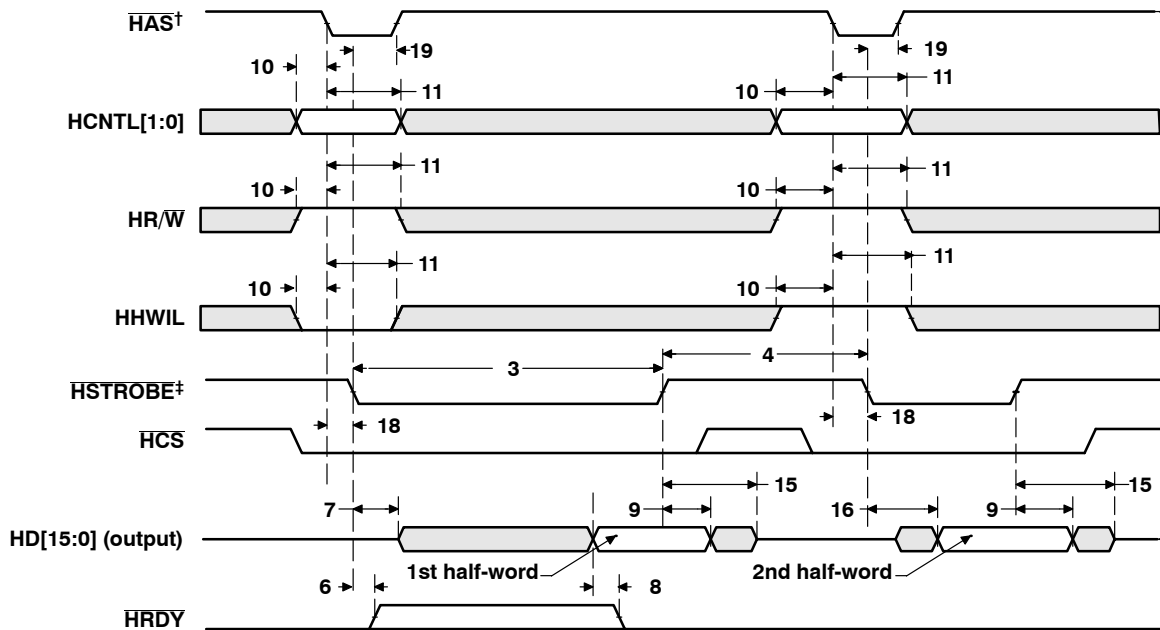 HAS†
19
19
10
11
11
10
HCNTL[1:0]
11
11
10
10
HR/W
11
11
10
10
HHWIL
3
4
HSTROBE‡
18
18
HCS
15
15
7
9
16
9
HD[15:0] (output)
1st half-word
2nd half-word
6
8
HRDY